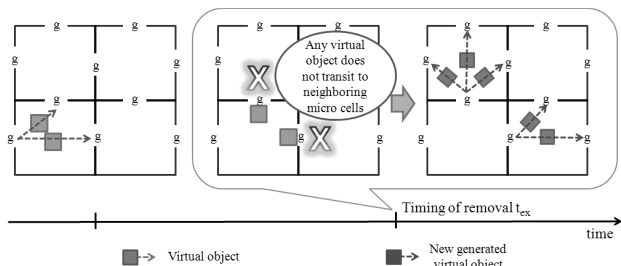 g g g g g g
Any virtual
object does
not transit to
neighboring
micro cells
g g g g g g g
X
g g g g g
g g g g g g g g g
X
Timing of removal t_ex
time
Virtual object
New generated
virtual object